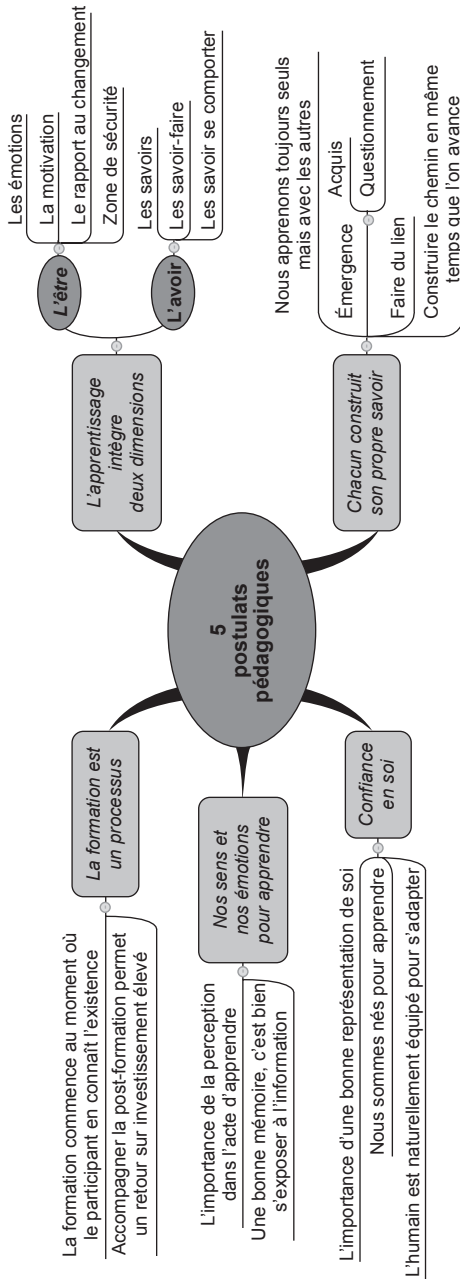 5
postulats
pédagogiques
L'apprentissage
intègre
deux dimensions
L'être
Les émotions
La motivation
Le rapport au changement
Zone de sécurité
L'avoir
Les savoirs
Les savoir-faire
Les savoir se comporter
Chacun construit
son propre savoir
Nous apprenons toujours seuls
mais avec les autres
Émergence
Acquis
Questionnement
Faire du lien
Construire le chemin en même
temps que l'on avance
La formation est
un processus
La formation commence au moment où
le participant en connaît l'existence
Accompagner la post-formation permet
un retour sur investissement élevé
Nos sens et
nos émotions
pour apprendre
L'importance de la perception
dans l'acte d'apprendre
Une bonne mémoire, c'est bien
s'exposer à l'information
Confiance
en soi
L'importance d'une bonne représentation de soi
Nous sommes nés pour apprendre
L'humain est naturellement équipé pour s'adapter